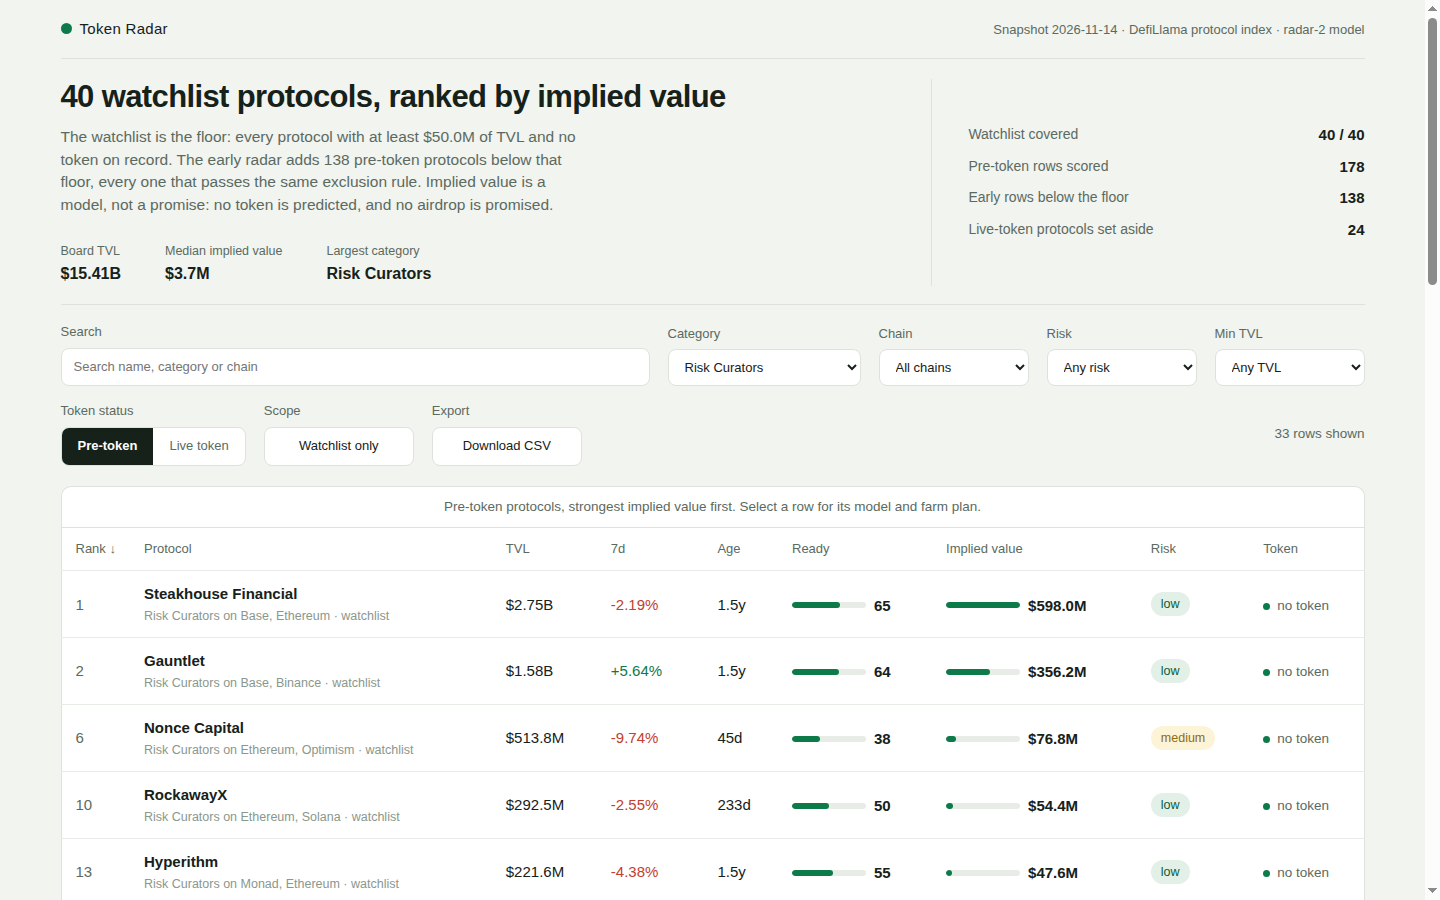 Token Radar
Snapshot 2026-11-14 · DefiLlama protocol index · radar-2 model
40 watchlist protocols, ranked by implied value
The watchlist is the floor: every protocol with at least $50.0M of TVL and no
token on record. The early radar adds 138 pre-token protocols below that
floor, every one that passes the same exclusion rule. Implied value is a
model, not a promise: no token is predicted, and no airdrop is promised.
Board TVL
$15.41B
Median implied value
$3.7M
Largest category
Risk Curators
Watchlist covered 40 / 40
Pre-token rows scored 178
Early rows below the floor 138
Live-token protocols set aside 24
Search
Search name, category or chain
Category
Risk Curators
Chain
All chains
Risk
Any risk
Min TVL
Any TVL
Token status
Pre-token Live token
Scope
Watchlist only
Export
Download CSV
33 rows shown
Pre-token protocols, strongest implied value first. Select a row for its model and farm plan.
Rank ↓ Protocol TVL 7d Age Ready Implied value Risk Token
1 Steakhouse Financial $2.75B -2.19% 1.5y 65 $598.0M low no token
Risk Curators on Base, Ethereum · watchlist
2 Gauntlet $1.58B +5.64% 1.5y 64 $356.2M low no token
Risk Curators on Base, Binance · watchlist
6 Nonce Capital $513.8M -9.74% 45d 38 $76.8M medium no token
Risk Curators on Ethereum, Optimism · watchlist
10 RockawayX $292.5M -2.55% 233d 50 $54.4M low no token
Risk Curators on Ethereum, Solana · watchlist
13 Hyperithm $221.6M -4.38% 1.5y 55 $47.6M low no token
Risk Curators on Monad, Ethereum · watchlist